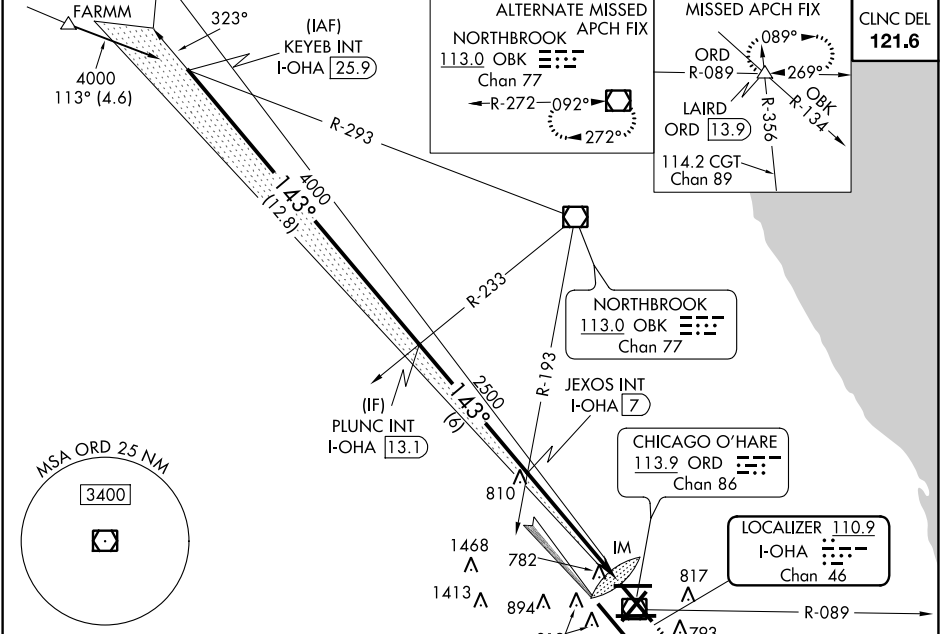 FARMM
4000
113° (4.6)
323°
(IAF)
KEYEB INT
I-OHA 25.9
ALTERNATE MISSED
APCH FIX
NORTHBROOK
113.0 OBK
Chan 77
R-272
092°
272°
MISSED APCH FIX
089°
ORD
R-089
269°
OBK
R-134
LAIRD
ORD 13.9
R-356
114.2 CGT
Chan 89
CLNC DEL
121.6
R-293
4000
143°
(12.8)
R-233
NORTHBROOK
113.0 OBK
Chan 77
R-193
2500
143°
(6)
JEXOS INT
I-OHA 7
(IF)
PLUNC INT
I-OHA 13.1
CHICAGO O'HARE
113.9 ORD
Chan 86
MSA ORD 25 NM
3400
810
LOCALIZER 110.9
I-OHA
Chan 46
IM
782
1468
1413
894
817
R-089
793